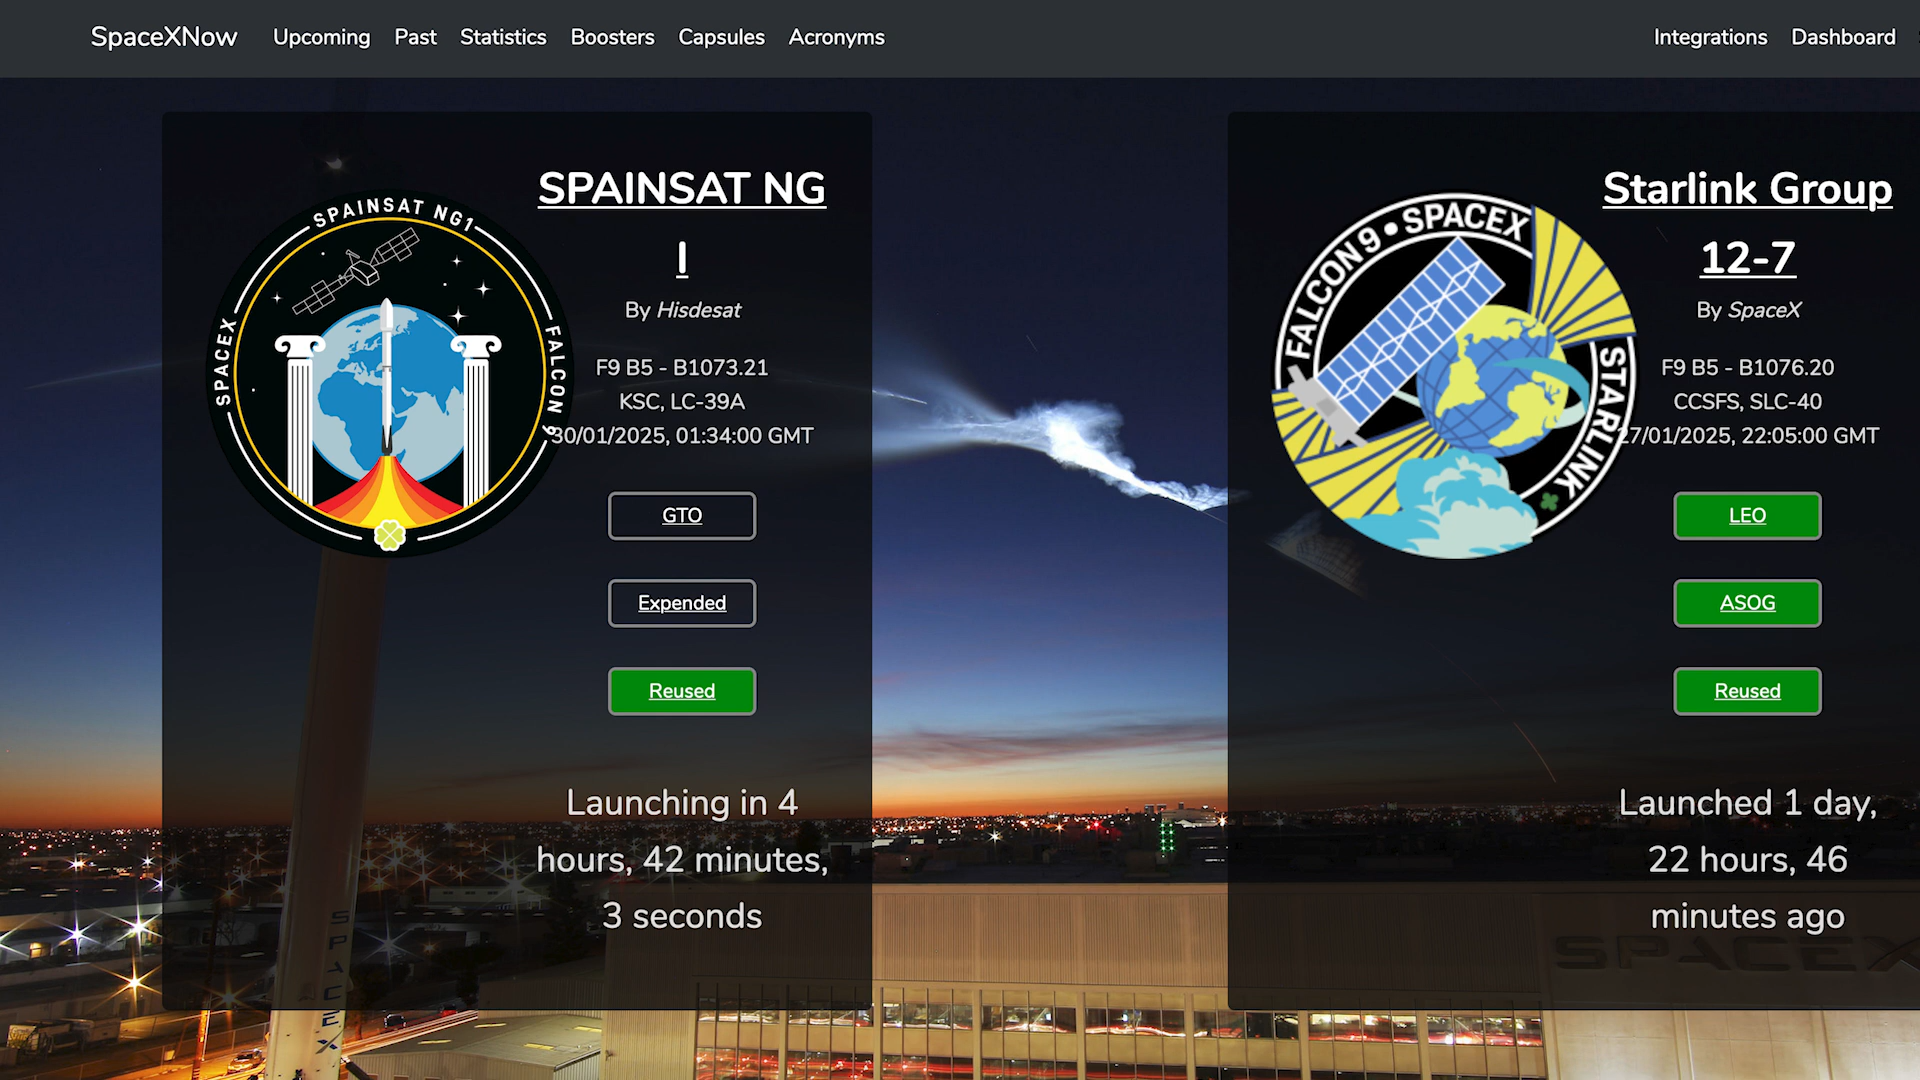 SpaceXNow Upcoming Past Statistics Boosters Capsules Acronyms Integrations Dashboard
SPAINSAT NG
I
By Hisdesat
F9 B5 - B1073.21
KSC, LC-39A
30/01/2025, 01:34:00 GMT
GTO
Expended
Reused
Launching in 4
hours, 42 minutes,
3 seconds
SPACEX
SPAINSAT NG1
FALCON 9
SPACEX
Starlink Group
12-7
By SpaceX
F9 B5 - B1076.20
CCSFS, SLC-40
27/01/2025, 22:05:00 GMT
LEO
ASOG
Reused
Launched 1 day,
22 hours, 46
minutes ago
FALCON 9 • SPACEX
STARLINK
SPACEX